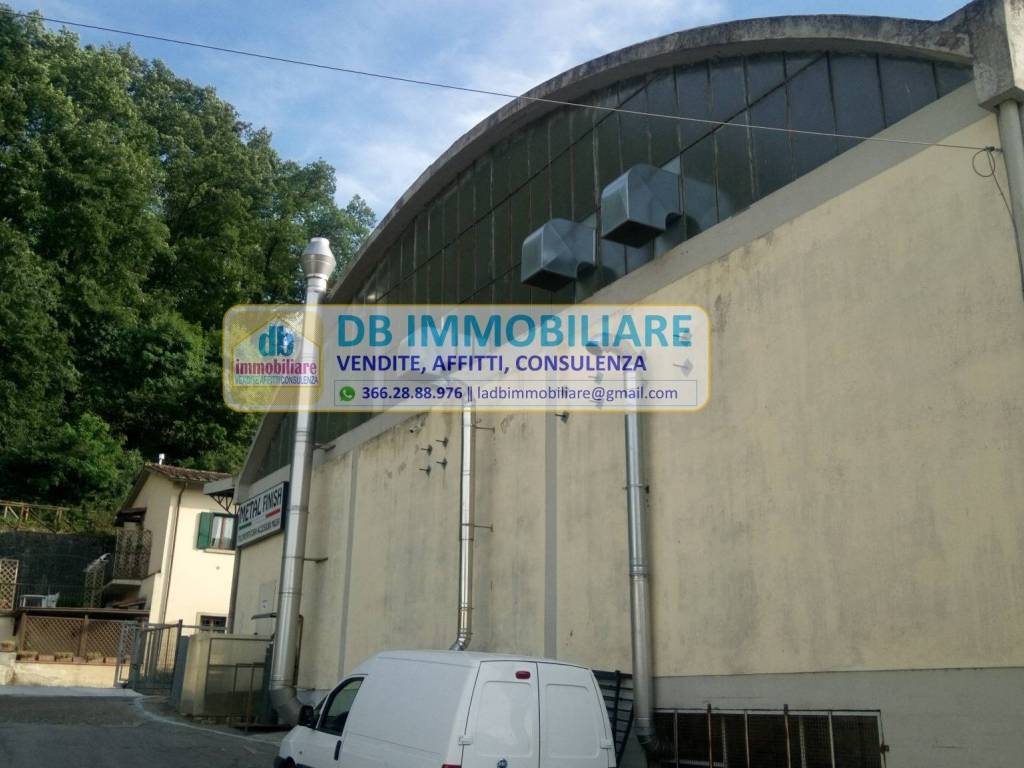 DB IMMOBILIARE
VENDITE, AFFITTI, CONSULENZA
366.28.88.976 || ladbimmobiliare@gmail.com
db
immobiliare
VENDITE, AFFITTI, CONSULENZA
METAL FINISH